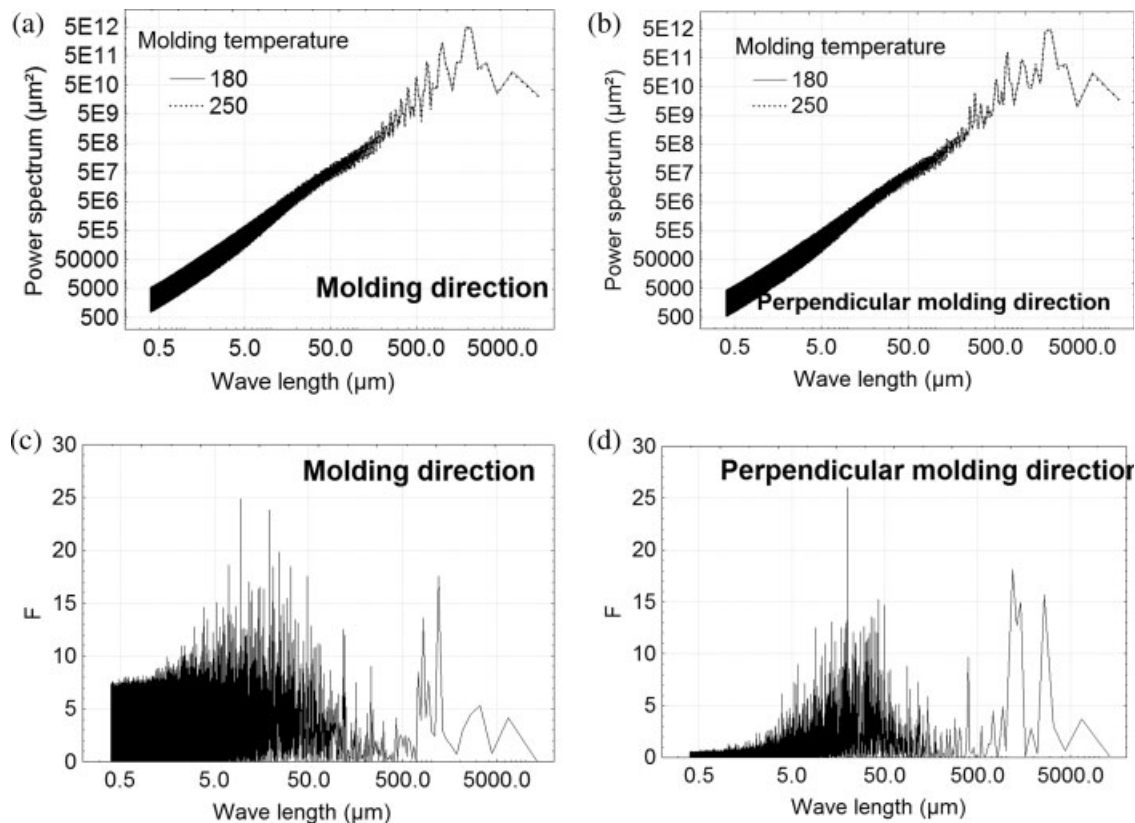 (a)
5E12
5E11
5E10
5E9
5E8
5E7
5E6
5E5
50000
5000
500
Power spectrum (µm²)
Molding temperature
180
250
Molding direction
0.5 5.0 50.0 500.0 5000.0
Wave length (µm)
(b)
5E12
5E11
5E10
5E9
5E8
5E7
5E6
5E5
50000
5000
500
Power spectrum (µm²)
Molding temperature
180
250
Perpendicular molding direction
0.5 5.0 50.0 500.0 5000.0
Wave length (µm)
(c)
30
25
20
15
10
5
0
F
Molding direction
0.5 5.0 50.0 500.0 5000.0
Wave length (µm)
(d)
30
25
20
15
10
5
0
F
Perpendicular molding direction
0.5 5.0 50.0 500.0 5000.0
Wave length (µm)